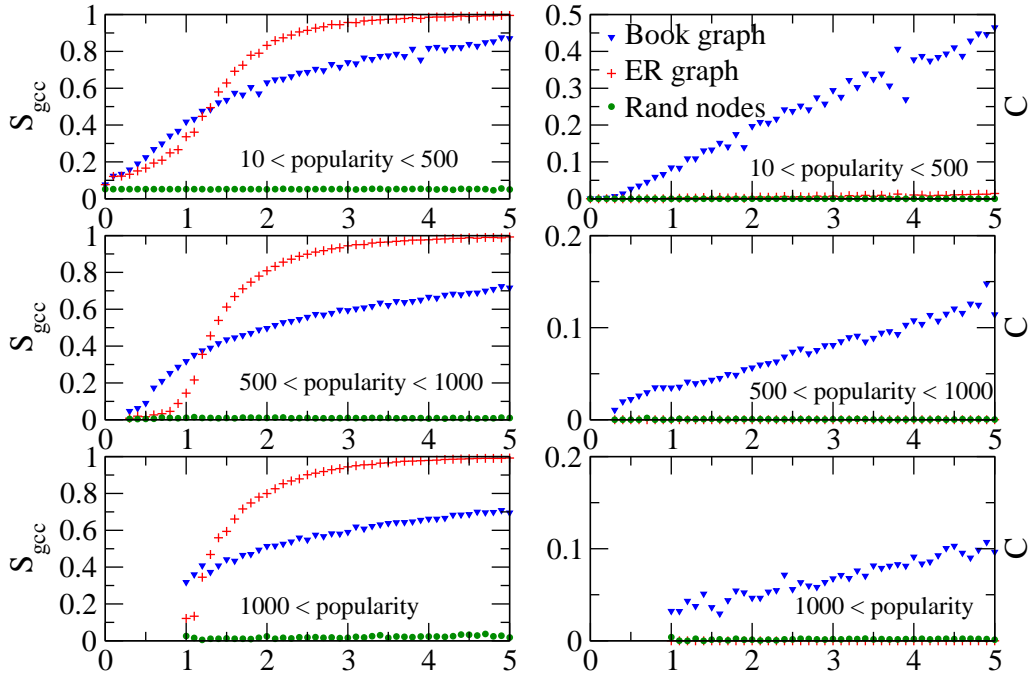 1
0.8
0.6
0.4
0.2
0
S_gcc
10 < popularity < 500
0 1 2 3 4 5
0.5
0.4
0.3
0.2
0.1
0
Book graph
ER graph
Rand nodes
10 < popularity < 500
C
0 1 2 3 4 5
1
0.8
0.6
0.4
0.2
0
S_gcc
500 < popularity < 1000
0 1 2 3 4 5
0.2
0.1
0
500 < popularity < 1000
C
0 1 2 3 4 5
1
0.8
0.6
0.4
0.2
0
S_gcc
1000 < popularity
0 1 2 3 4 5
0.2
0.1
0
1000 < popularity
C
0 1 2 3 4 5